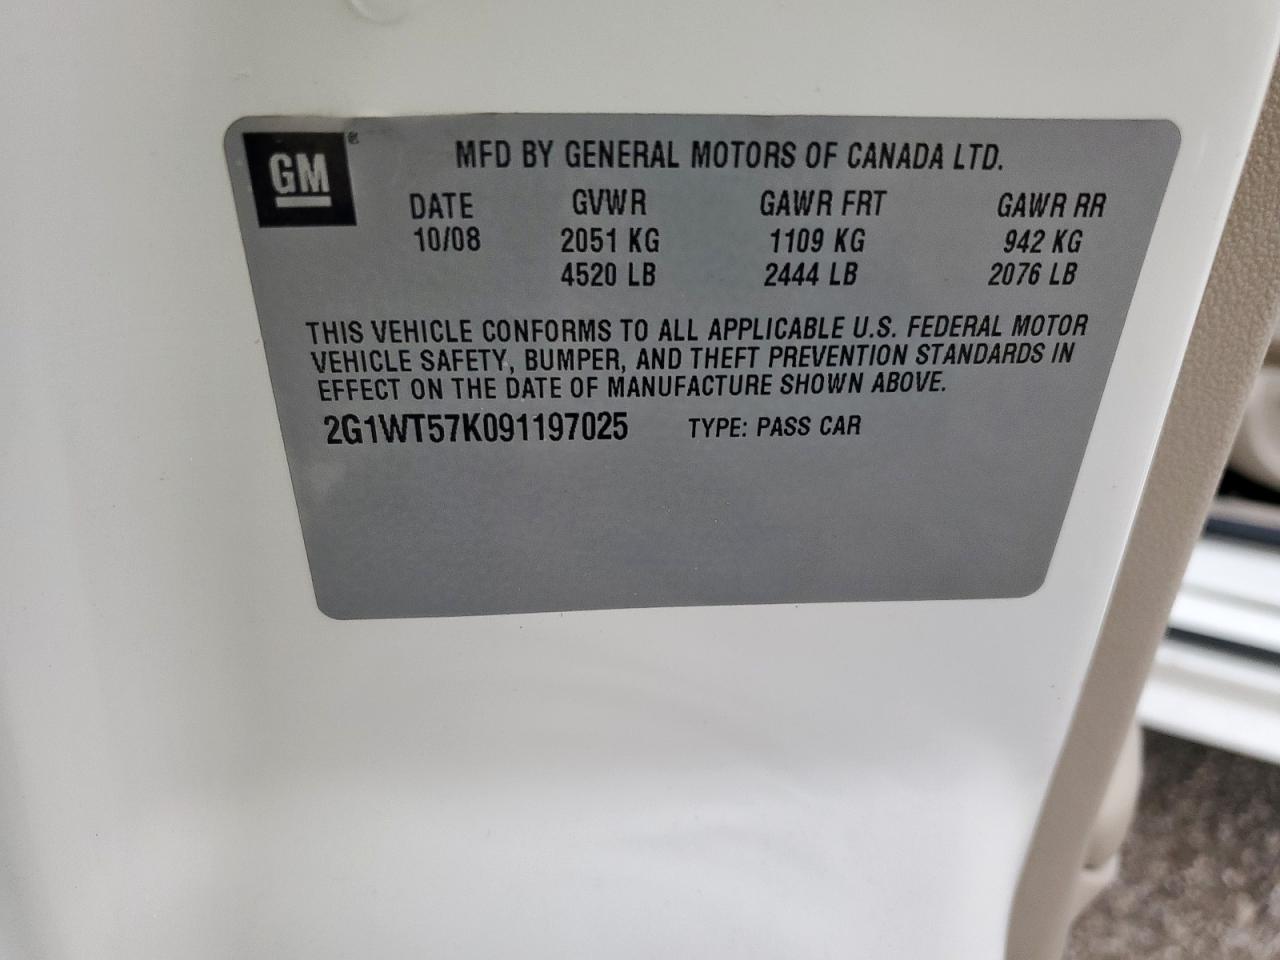 GM®
MFD BY GENERAL MOTORS OF CANADA LTD.
DATE GVWR GAWR FRT GAWR RR
10/08 2051 KG 1109 KG 942 KG
4520 LB 2444 LB 2076 LB
THIS VEHICLE CONFORMS TO ALL APPLICABLE U.S. FEDERAL MOTOR
VEHICLE SAFETY, BUMPER, AND THEFT PREVENTION STANDARDS IN
EFFECT ON THE DATE OF MANUFACTURE SHOWN ABOVE.
2G1WT57K091197025 TYPE: PASS CAR